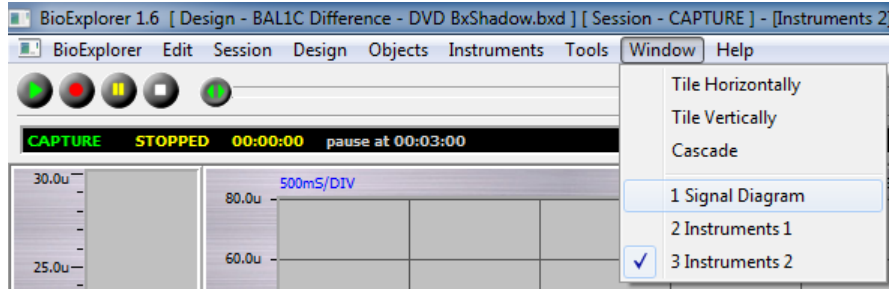 BioExplorer 1.6 [ Design - BAL1C Difference - DVD BxShadow.bxd ] [ Session - CAPTURE ] - [Instruments 2
BioExplorer Edit Session Design Objects Instruments Tools Window Help
Tile Horizontally
Tile Vertically
Cascade
1 Signal Diagram
2 Instruments 1
3 Instruments 2
CAPTURE STOPPED 00:00:00 pause at 00:03:00
30.0u
25.0u
500mS/DIV
80.0u
60.0u